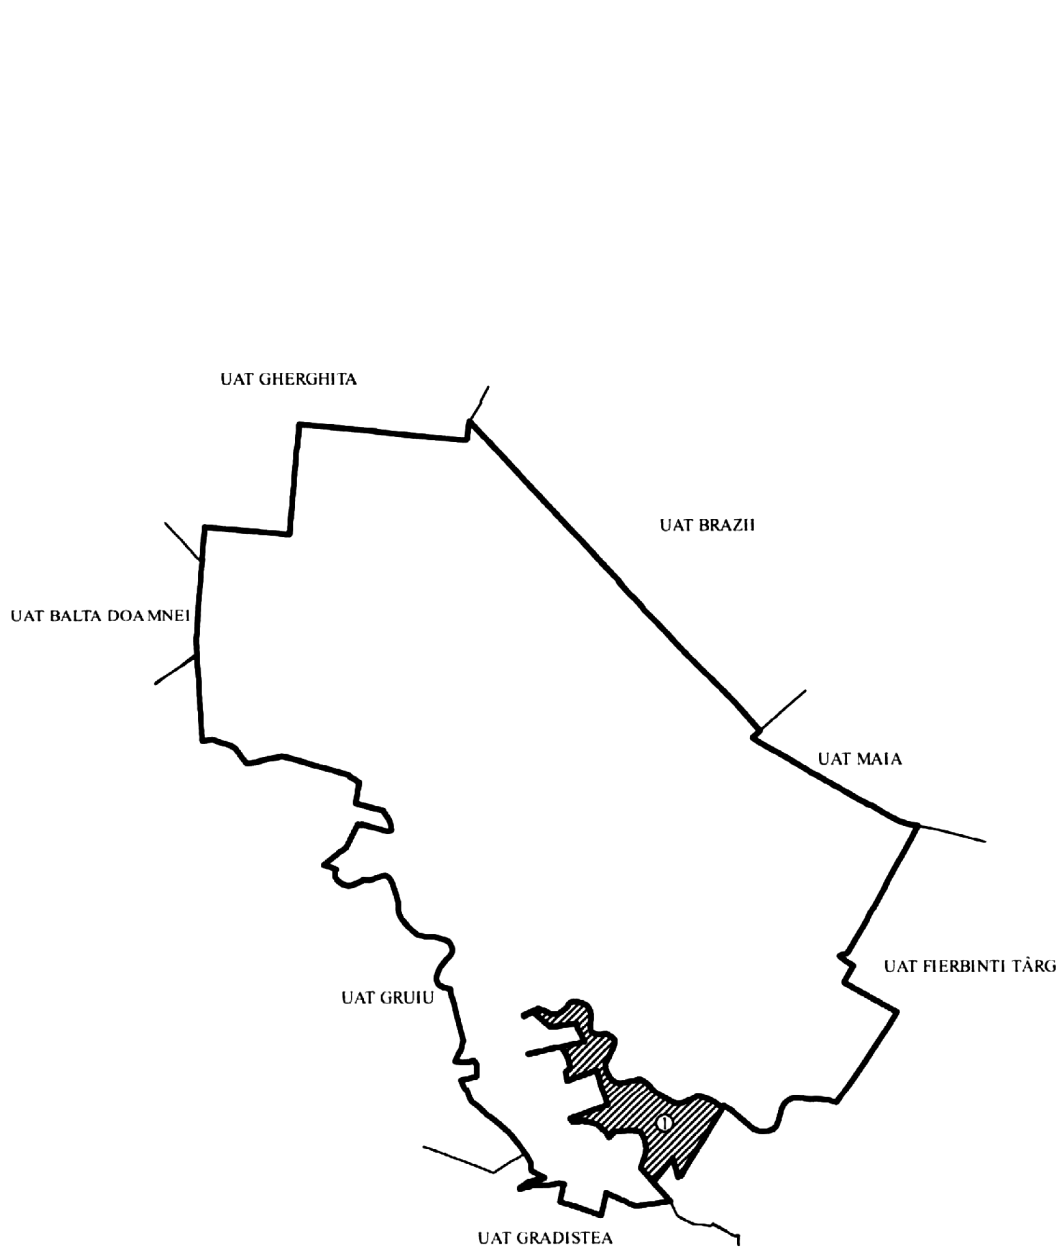 UAT GHERGHITA
UAT BRAZII
UAT BALTA DOAMNEI
UAT MAIA
UAT FIERBINTI TÂRG
UAT GRUIU
1
UAT GRADISTEA